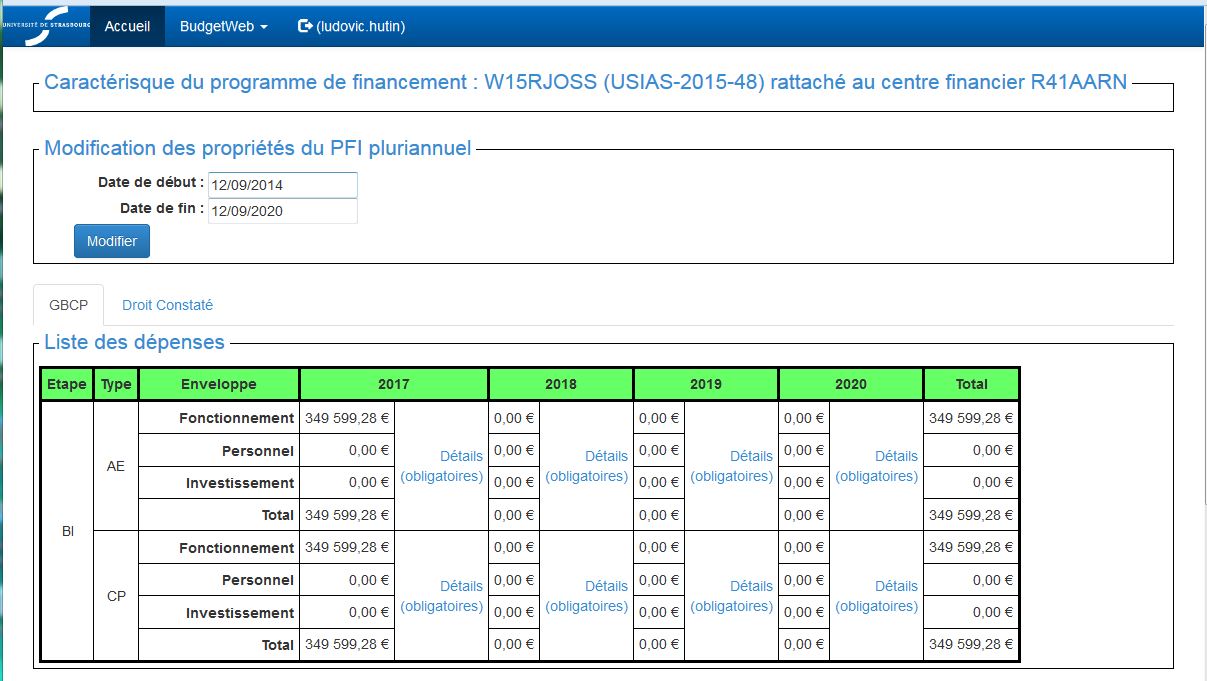 UNIVERSITÉ DE STRASBOURG Accueil BudgetWeb (ludovic.hutin)
Caractérisque du programme de financement : W15RJOSS (USIAS-2015-48) rattaché au centre financier R41AARN
Modification des propriétés du PFI pluriannuel
Date de début : 12/09/2014
Date de fin : 12/09/2020
Modifier
GBCP Droit Constaté
Liste des dépenses
Etape Type Enveloppe 2017 2018 2019 2020 Total
BI
AE
Fonctionnement 349 599,28 € 0,00 € 0,00 € 0,00 € 349 599,28 €
Détails Détails Détails Détails
(obligatoires) (obligatoires) (obligatoires) (obligatoires)
Personnel 0,00 € 0,00 € 0,00 € 0,00 € 0,00 €
Investissement 0,00 € 0,00 € 0,00 € 0,00 € 0,00 €
Total 349 599,28 € 0,00 € 0,00 € 0,00 € 349 599,28 €
CP
Fonctionnement 349 599,28 € 0,00 € 0,00 € 0,00 € 349 599,28 €
Détails Détails Détails Détails
(obligatoires) (obligatoires) (obligatoires) (obligatoires)
Personnel 0,00 € 0,00 € 0,00 € 0,00 € 0,00 €
Investissement 0,00 € 0,00 € 0,00 € 0,00 € 0,00 €
Total 349 599,28 € 0,00 € 0,00 € 0,00 € 349 599,28 €